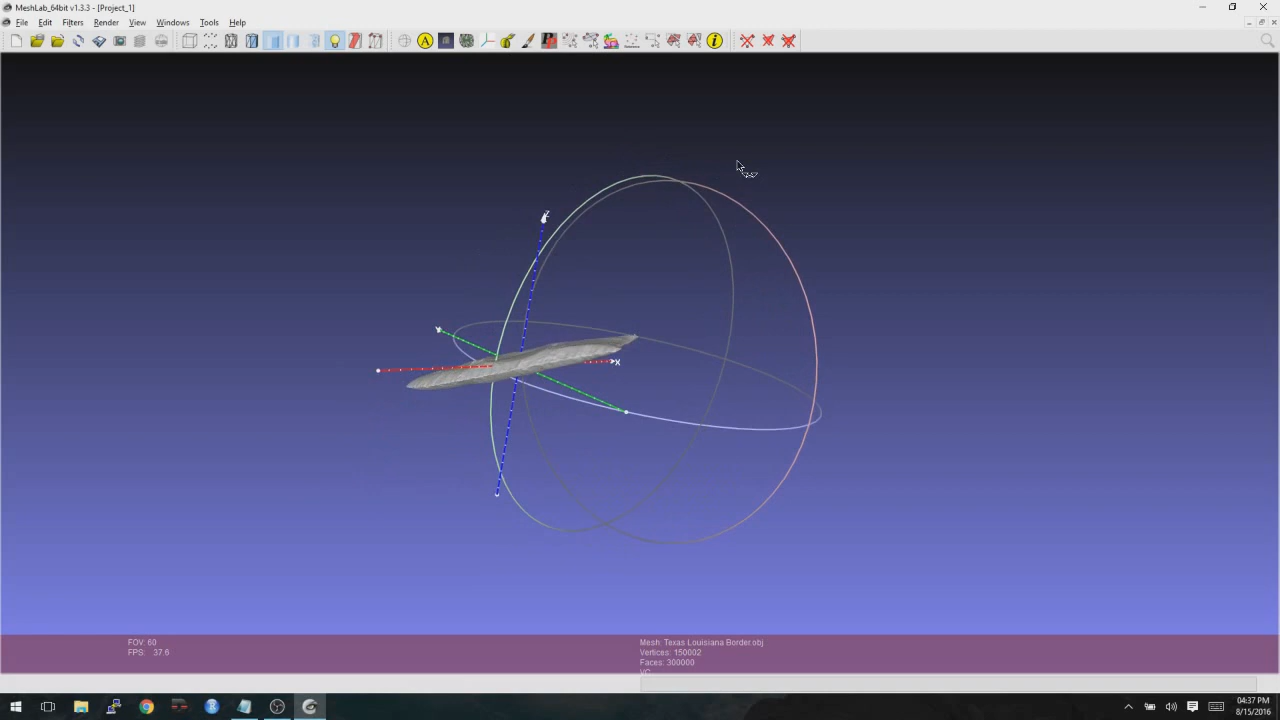 MeshLab_64bit v1.3.3 - [Project_1]
File Edit Filters Render View Windows Tools Help
A
i
Z
Y
X
FOV: 60
FPS: 37.6
Mesh: Texas Louisiana Border.obj
Vertices: 150002
Faces: 300000
VC
04:37 PM
8/15/2016